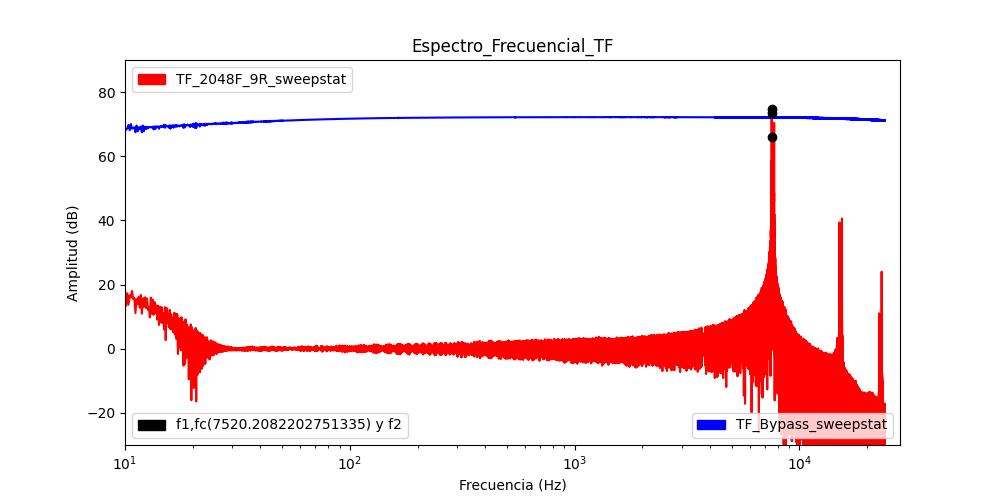 Espectro_Frecuencial_TF
TF_2048F_9R_sweepstat
Amplitud (dB)
80
60
40
20
0
−20
f1,fc(7520.2082202751335) y f2
TF_Bypass_sweepstat
10¹ 10² 10³ 10⁴
Frecuencia (Hz)